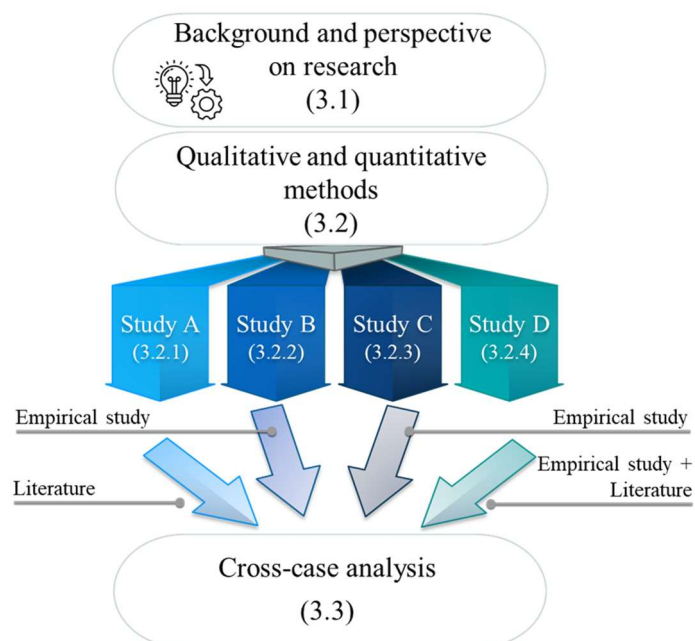 Background and perspective
on research
(3.1)
Qualitative and quantitative
methods
(3.2)
Study A
(3.2.1)
Study B
(3.2.2)
Study C
(3.2.3)
Study D
(3.2.4)
Empirical study
Empirical study
Literature
Empirical study +
Literature
Cross-case analysis
(3.3)